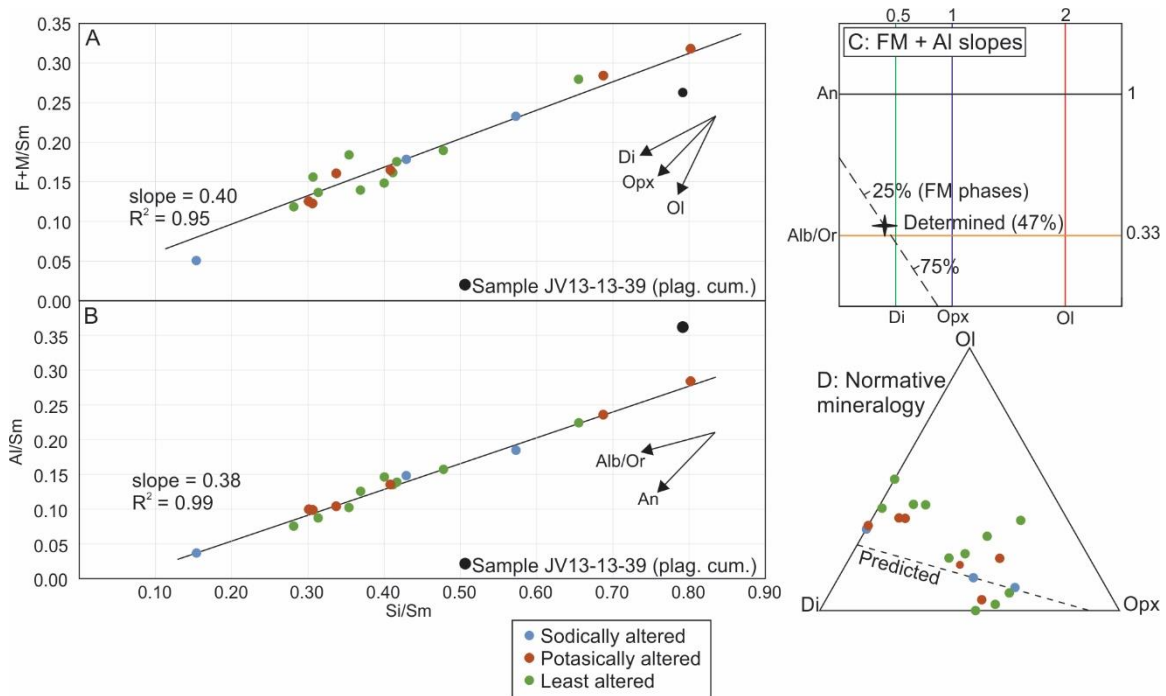 A
F+M/Sm
0.35
0.30
0.25
0.20
0.15
0.10
0.05
0.00
slope = 0.40
R² = 0.95
Di
Opx
Ol
Sample JV13-13-39 (plag. cum.)
B
Al/Sm
0.35
0.30
0.25
0.20
0.15
0.10
0.05
0.00
slope = 0.38
R² = 0.99
Alb/Or
An
Sample JV13-13-39 (plag. cum.)
0.10 0.20 0.30 0.40 0.50 0.60 0.70 0.80 0.90
Si/Sm
Sodically altered
Potasically altered
Least altered
0.5 1 2
C: FM + Al slopes
An 1
25% (FM phases)
Determined (47%)
Alb/Or 0.33
75%
Di Opx Ol
Ol
D: Normative
mineralogy
Predicted
Di Opx